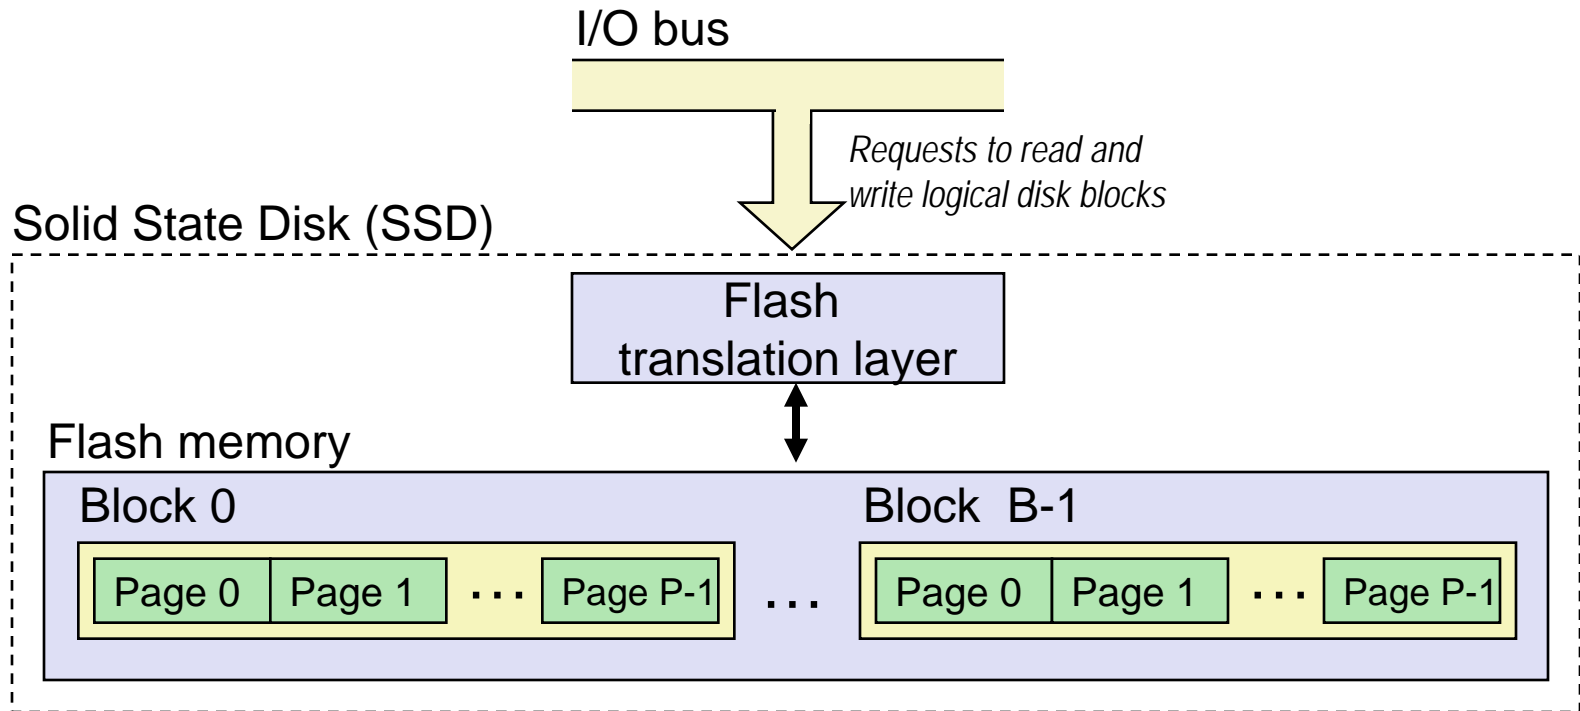 I/O bus
Requests to read and
write logical disk blocks
Solid State Disk (SSD)
Flash
translation layer
Flash memory
Block 0
Block B-1
Page 0 Page 1 ... Page P-1 ... Page 0 Page 1 ... Page P-1